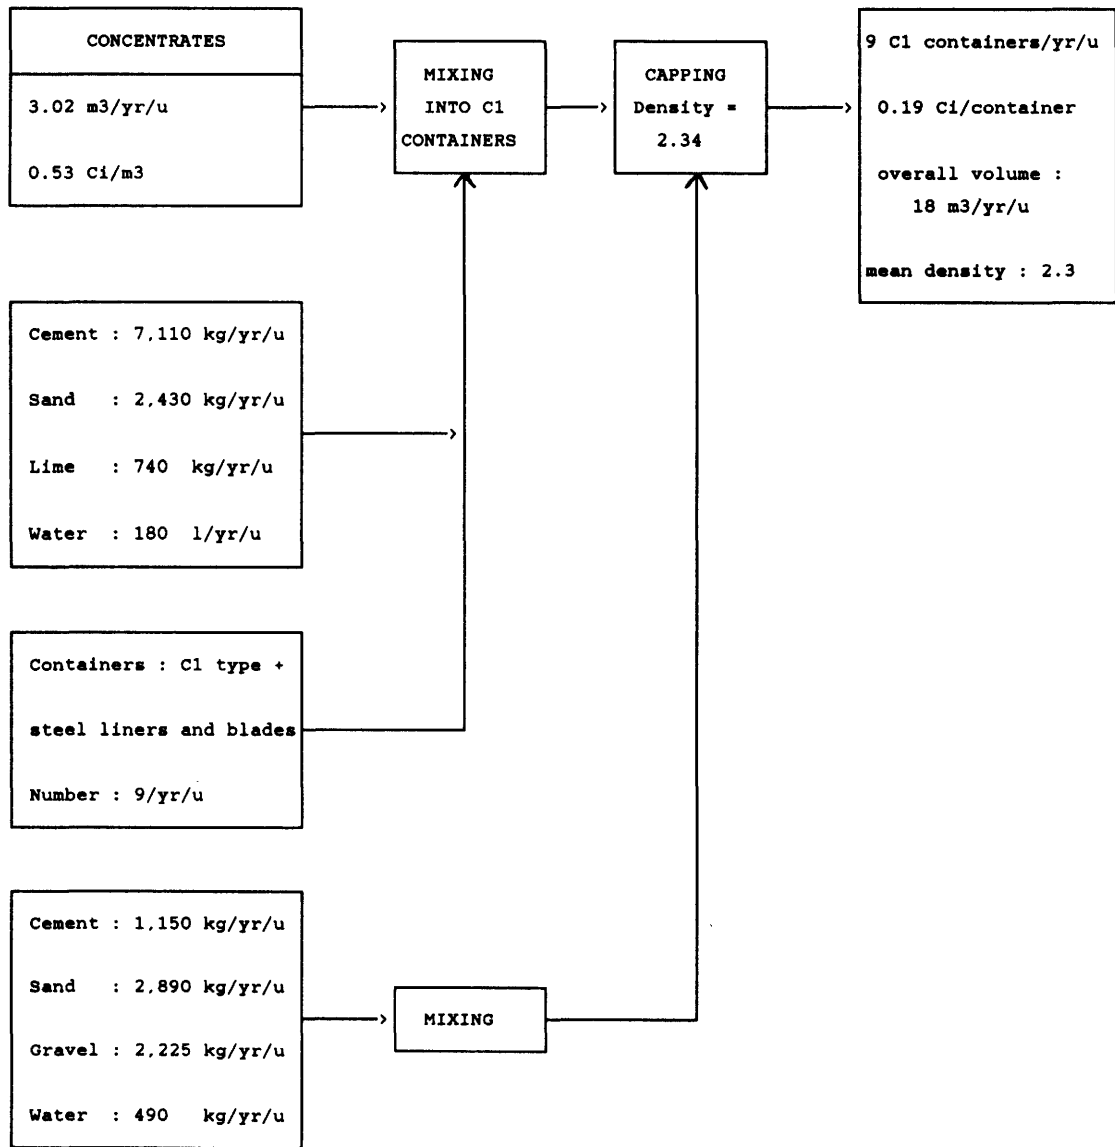 CONCENTRATES
3.02 m3/yr/u
0.53 Ci/m3
MIXING
INTO C1
CONTAINERS
CAPPING
Density =
2.34
9 C1 containers/yr/u
0.19 Ci/container
overall volume :
18 m3/yr/u
mean density : 2.3
Cement : 7,110 kg/yr/u
Sand : 2,430 kg/yr/u
Lime : 740 kg/yr/u
Water : 180 l/yr/u
Containers : C1 type +
steel liners and blades
Number : 9/yr/u
Cement : 1,150 kg/yr/u
Sand : 2,890 kg/yr/u
Gravel : 2,225 kg/yr/u
Water : 490 kg/yr/u
MIXING